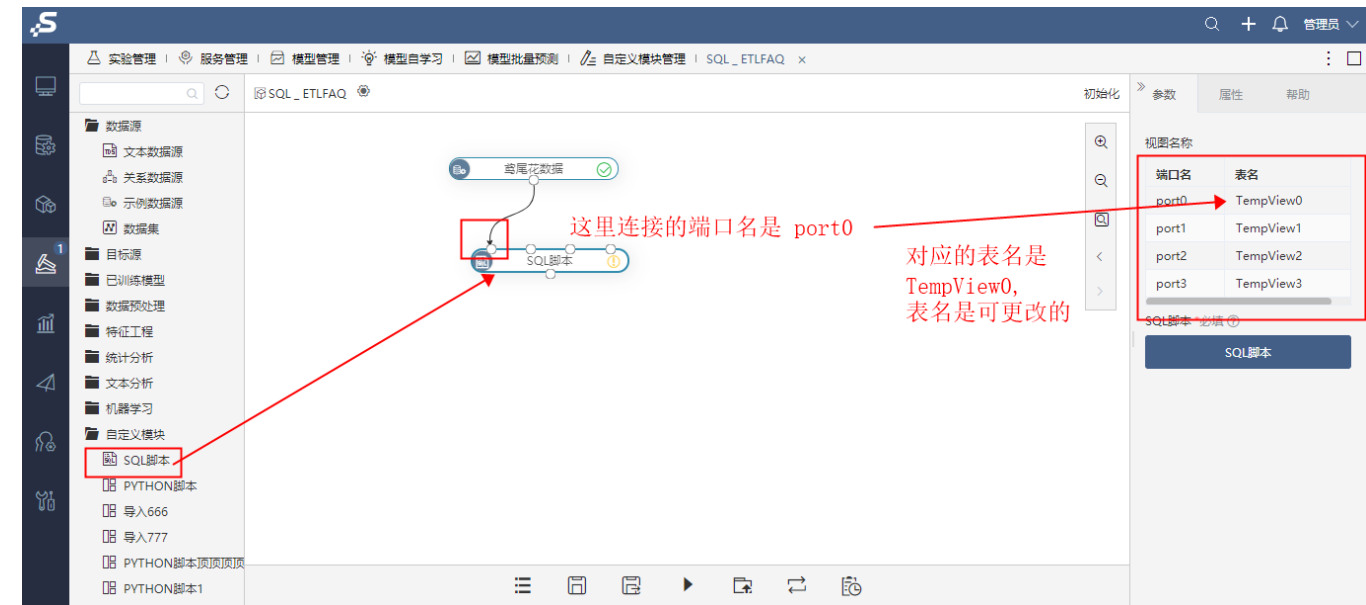 管理员
实验管理 服务管理 模型管理 模型自学习 模型批量预测 自定义模块管理 SQL_ETLFAQ ×
SQL_ETLFAQ
初始化
参数 属性 帮助
1
数据源
文本数据源
关系数据源
示例数据源
数据集
目标源
已训练模型
数据预处理
特征工程
统计分析
文本分析
机器学习
自定义模块
SQL脚本
PYTHON脚本
导入666
导入777
PYTHON脚本顶顶顶顶
PYTHON脚本1
鸢尾花数据
SQL脚本
这里连接的端口名是 port0
对应的表名是
TempView0,
表名是可更改的
视图名称
端口名 表名
port0 TempView0
port1 TempView1
port2 TempView2
port3 TempView3
SQL脚本 *必填
SQL脚本